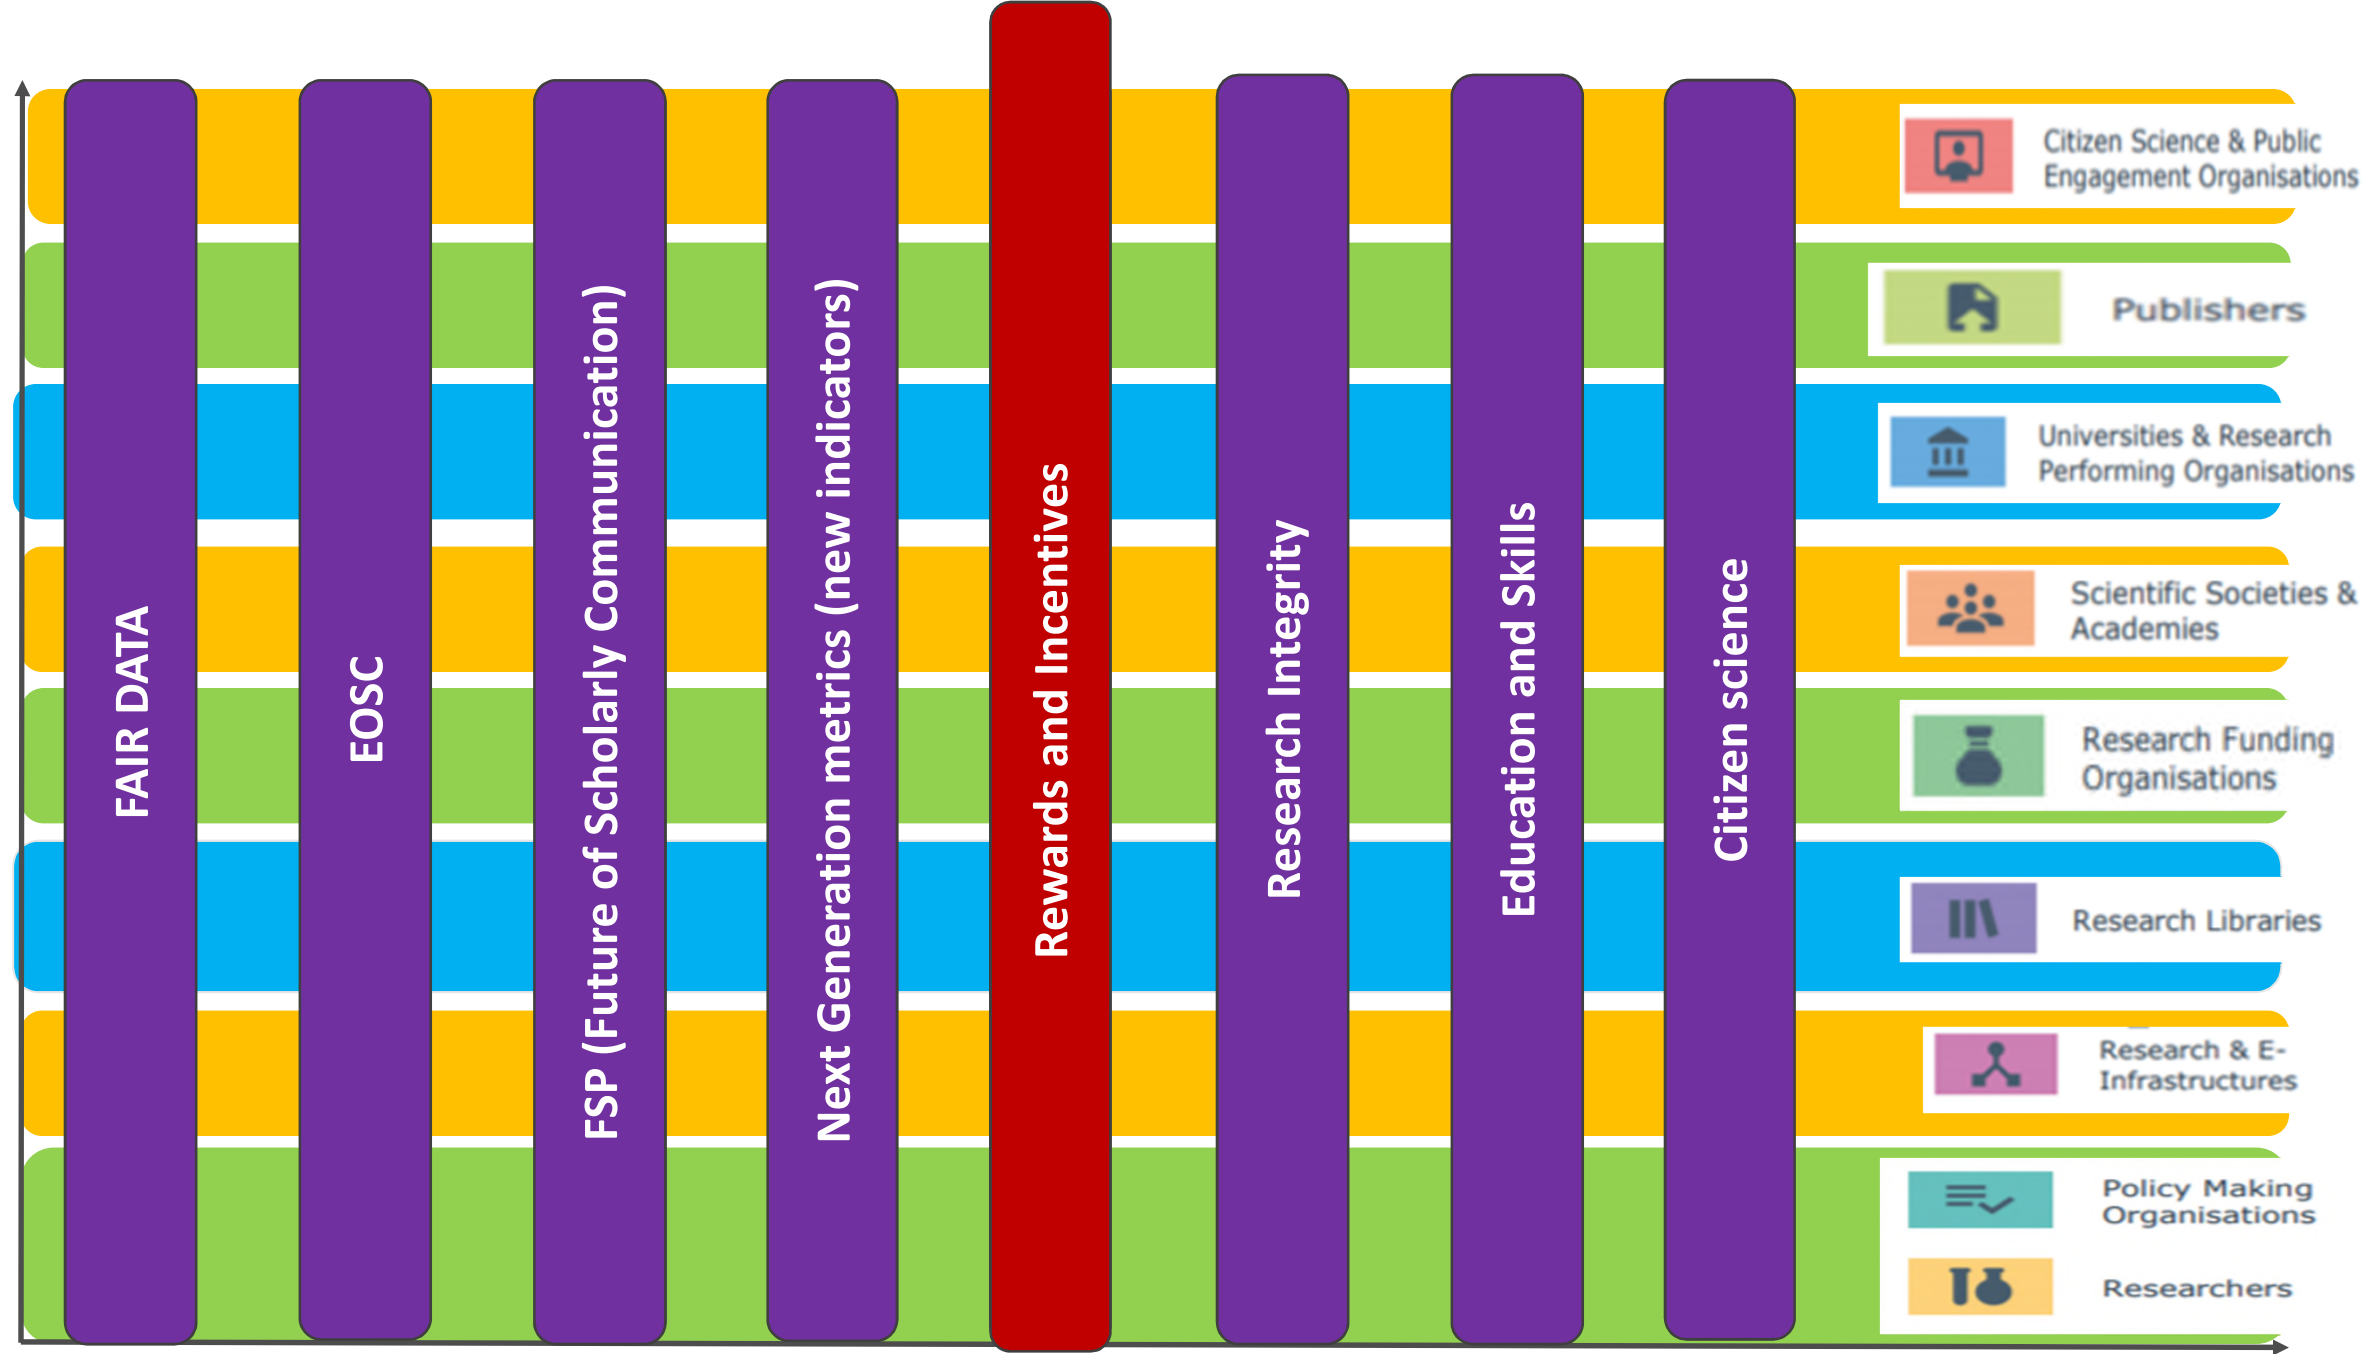 FAIR DATA
EOSC
FSP (Future of Scholarly Communication)
Next Generation metrics (new indicators)
Rewards and Incentives
Research Integrity
Education and Skills
Citizen science
Citizen Science & Public
Engagement Organisations
Publishers
Universities & Research
Performing Organisations
Scientific Societies &
Academies
Research Funding
Organisations
Research Libraries
Research & E-
Infrastructures
Policy Making
Organisations
Researchers